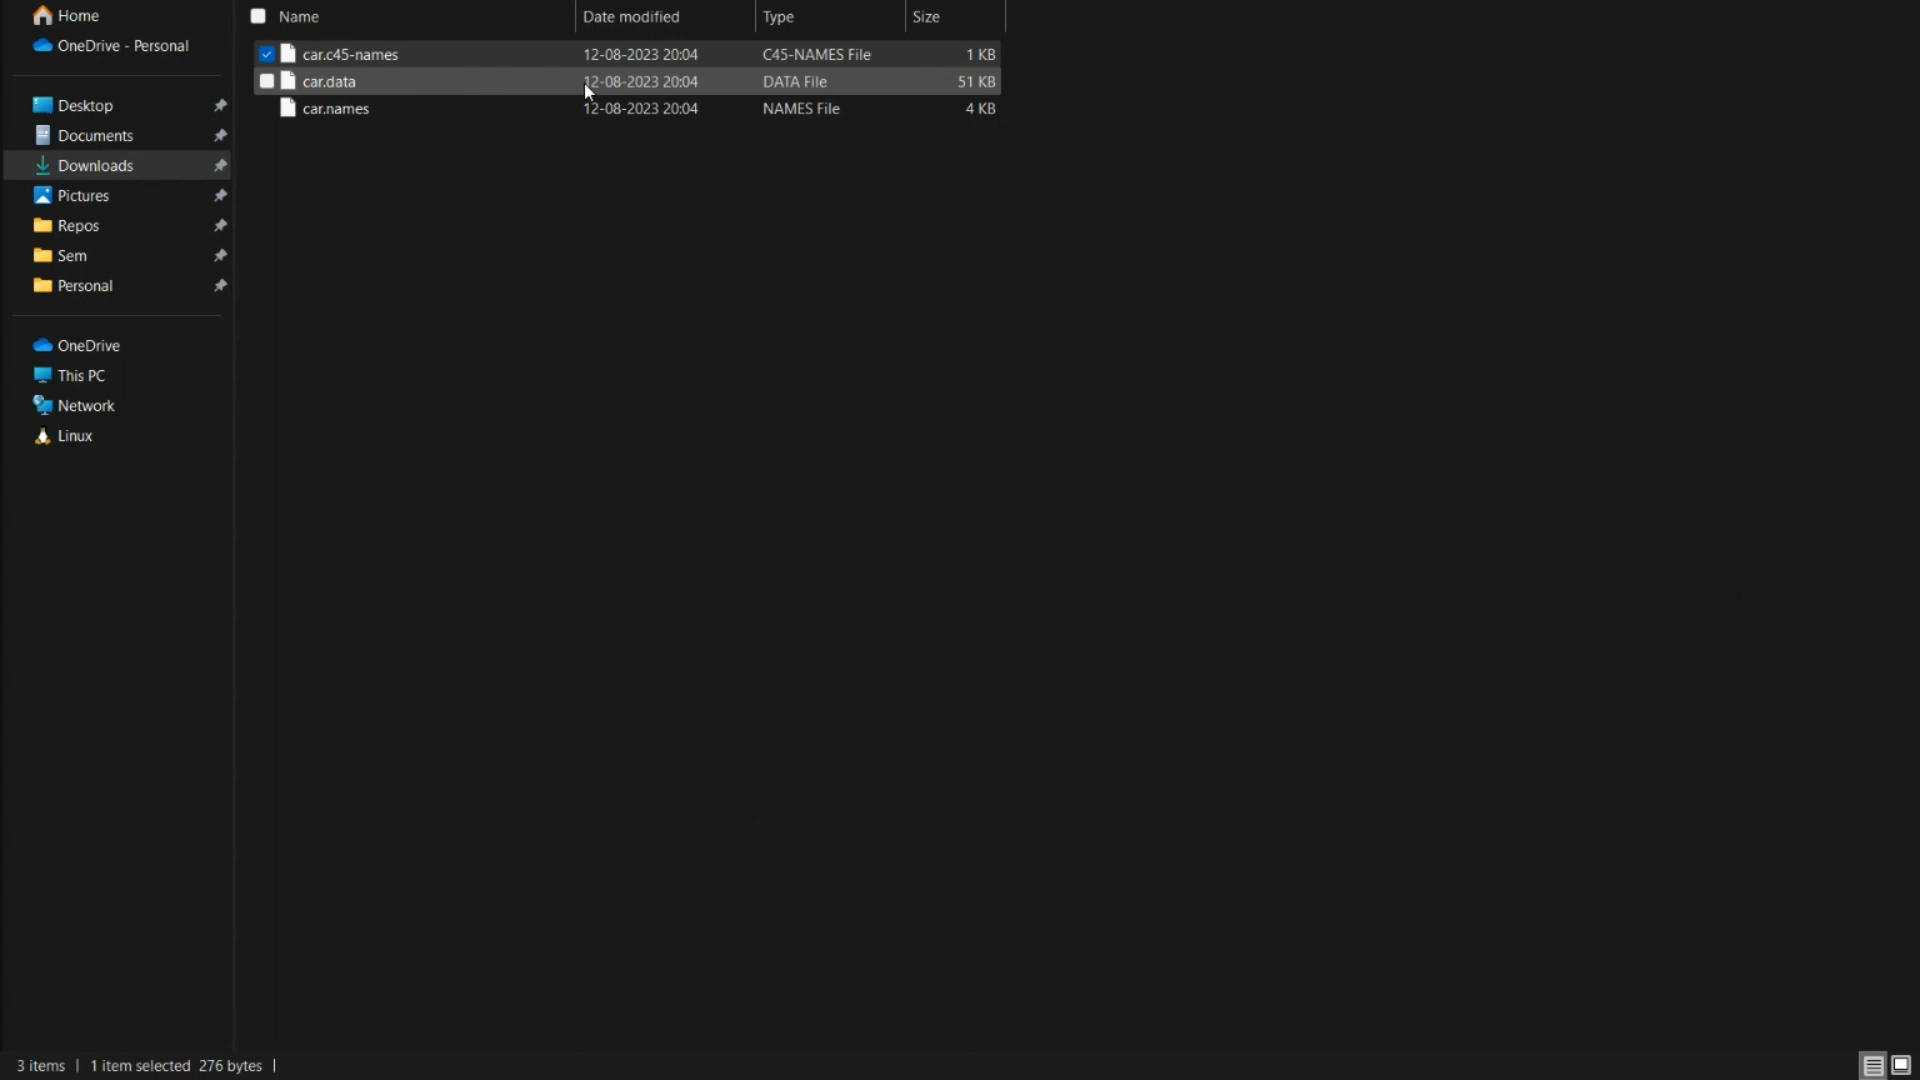 Home
OneDrive - Personal
Desktop
Documents
Downloads
Pictures
Repos
Sem
Personal
OneDrive
This PC
Network
Linux
Name Date modified Type Size
car.c45-names 12-08-2023 20:04 C45-NAMES File 1 KB
car.data 12-08-2023 20:04 DATA File 51 KB
car.names 12-08-2023 20:04 NAMES File 4 KB
3 items | 1 item selected 276 bytes |